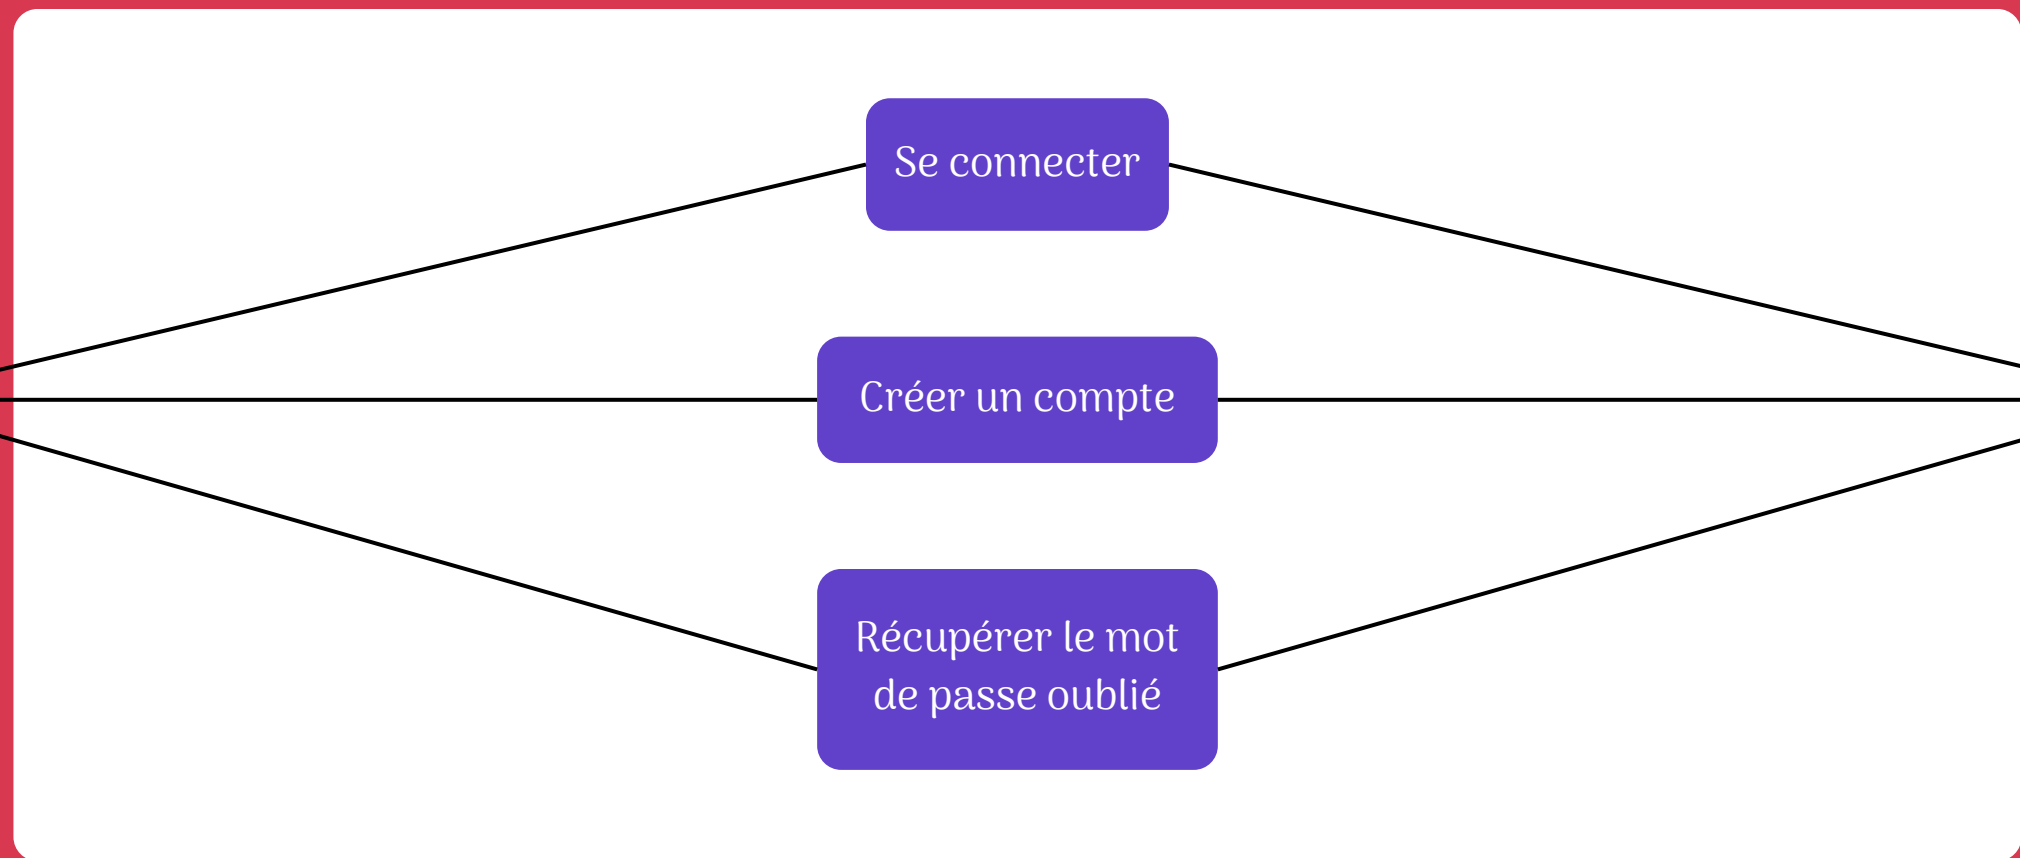 Se connecter
Créer un compte
Récupérer le mot
de passe oublié